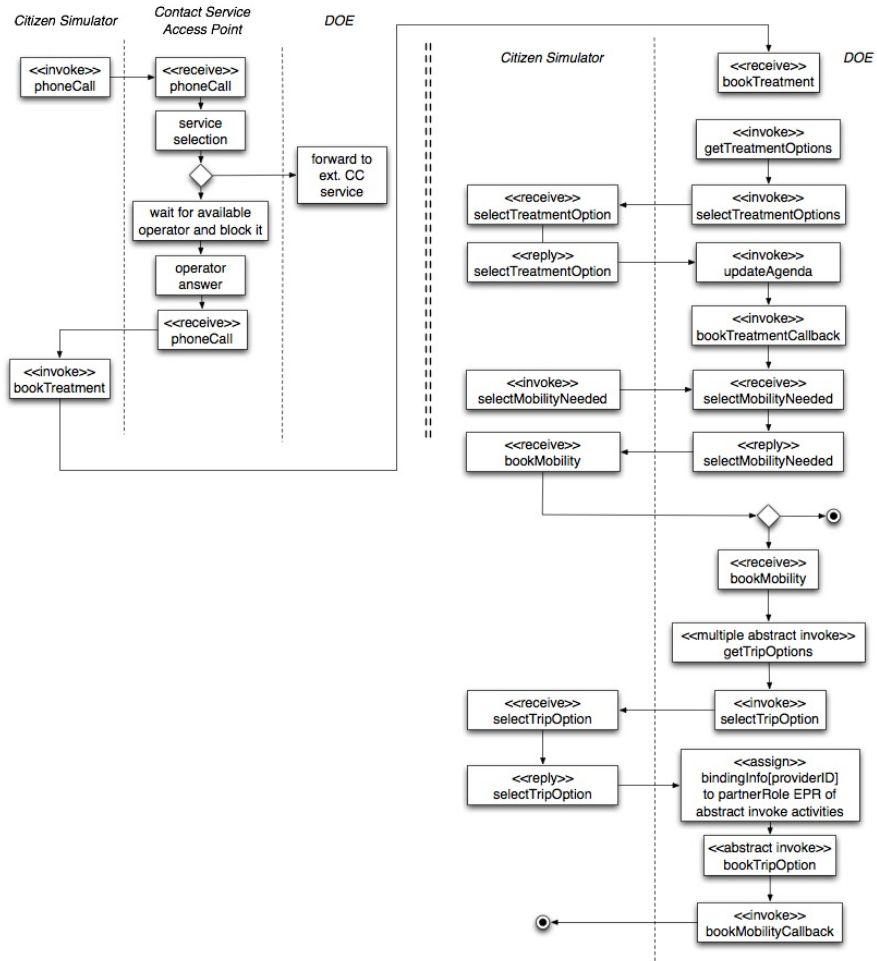 Citizen Simulator
Contact Service
Access Point
DOE
<<invoke>>
phoneCall
<<receive>>
phoneCall
service
selection
forward to
ext. CC
service
wait for available
operator and block it
operator
answer
<<receive>>
phoneCall
<<invoke>>
bookTreatment
Citizen Simulator
DOE
<<receive>>
bookTreatment
<<invoke>>
getTreatmentOptions
<<receive>>
selectTreatmentOption
<<invoke>>
selectTreatmentOptions
<<reply>>
selectTreatmentOption
<<invoke>>
updateAgenda
<<invoke>>
bookTreatmentCallback
<<invoke>>
selectMobilityNeeded
<<receive>>
selectMobilityNeeded
<<receive>>
bookMobility
<<reply>>
selectMobilityNeeded
<<receive>>
bookMobility
<<multiple abstract invoke>>
getTripOptions
<<receive>>
selectTripOption
<<invoke>>
selectTripOption
<<reply>>
selectTripOption
<<assign>>
bindingInfo[providerID]
to partnerRole EPR of
abstract invoke activities
<<abstract invoke>>
bookTripOption
<<invoke>>
bookMobilityCallback